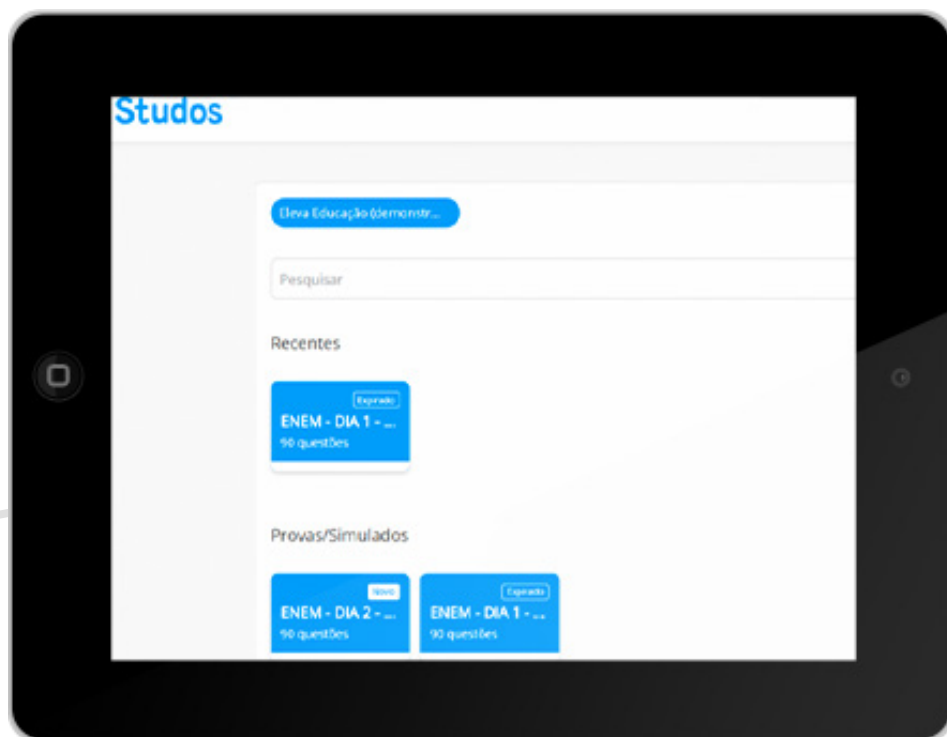 Studos
Eleva Educação (demonstr...
Pesquisar
Recentes
Expirado
ENEM - DIA 1 - ...
90 questões
Provas/Simulados
Novo
ENEM - DIA 2 - ...
90 questões
Expirado
ENEM - DIA 1 - ...
90 questões